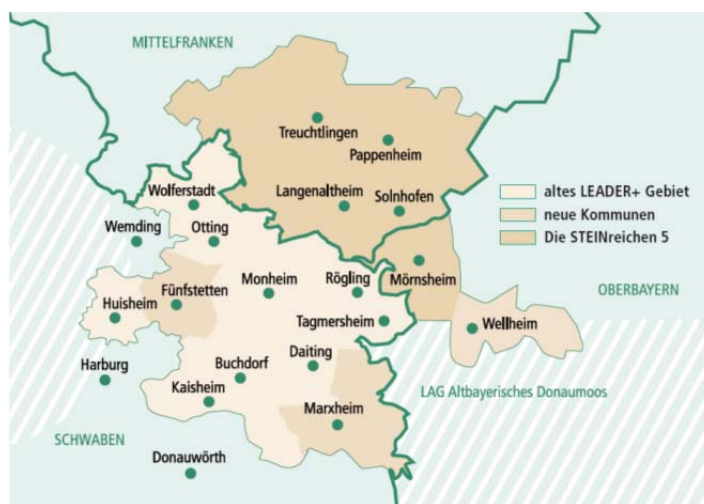 MITTELFRANKEN
Treuchtlingen
Pappenheim
Wolferstadt
Langenaltheim
Solnhofen
altes LEADER+ Gebiet
neue Kommunen
Die STEINreichen 5
Wemding
Otting
Mörnsheim
Fünfstetten
Monheim
Rögling
OBERBAYERN
Huisheim
Tagmersheim
Wellheim
Harburg
Buchdorf
Daiting
Kaisheim
LAG Altbayerisches Donaumoos
Marxheim
SCHWABEN
Donauwörth